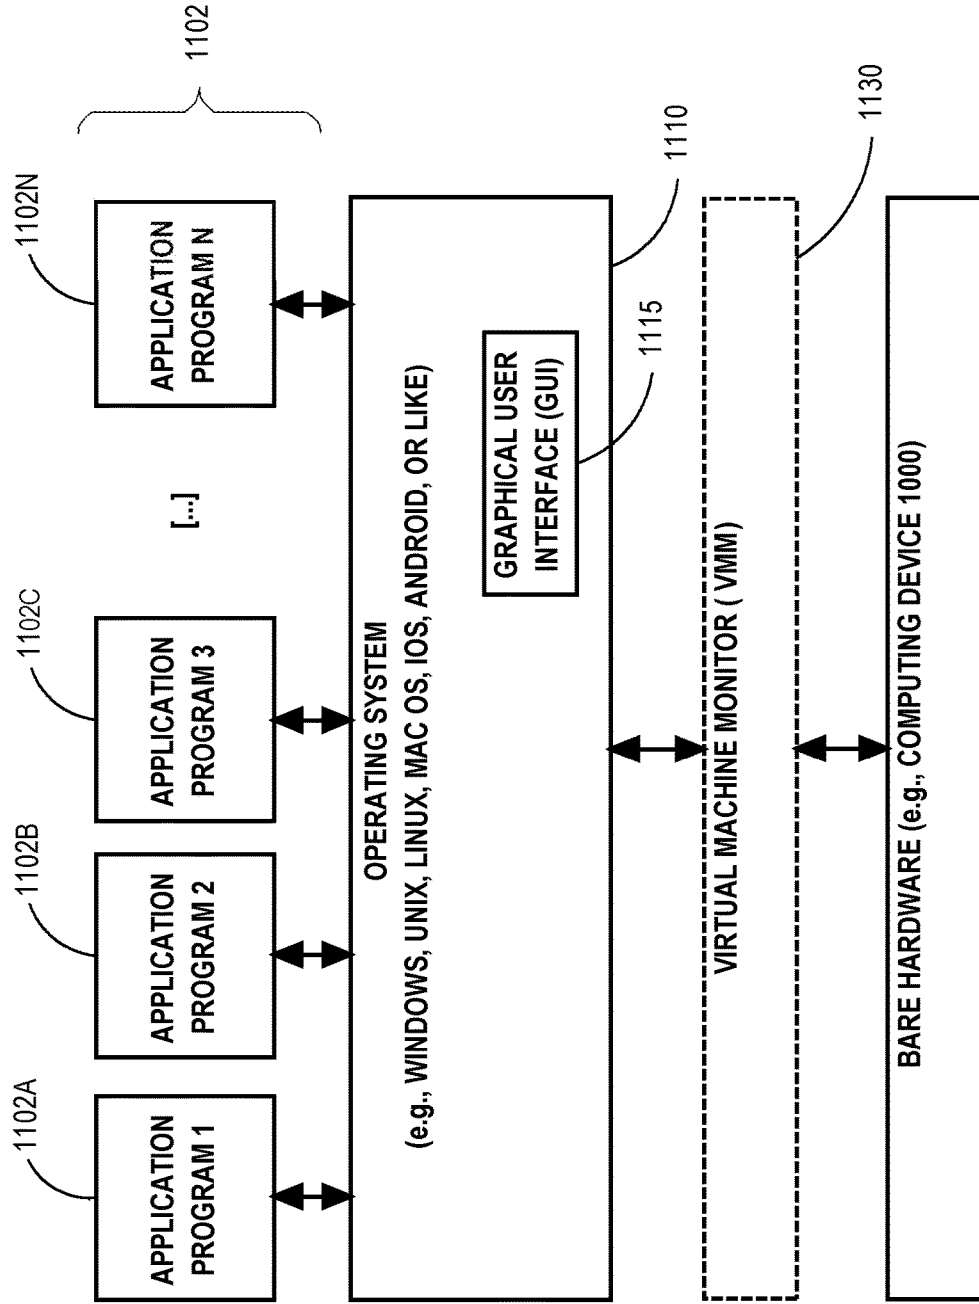 1102A
1102B
1102C
1102N
1102
APPLICATION
PROGRAM 1
APPLICATION
PROGRAM 2
APPLICATION
PROGRAM 3
[...]
APPLICATION
PROGRAM N
OPERATING SYSTEM
(e.g., WINDOWS, UNIX, LINUX, MAC OS, IOS, ANDROID, OR LIKE)
GRAPHICAL USER
INTERFACE (GUI)
1115
1110
VIRTUAL MACHINE MONITOR ( VMM)
1130
BARE HARDWARE (e.g., COMPUTING DEVICE 1000)